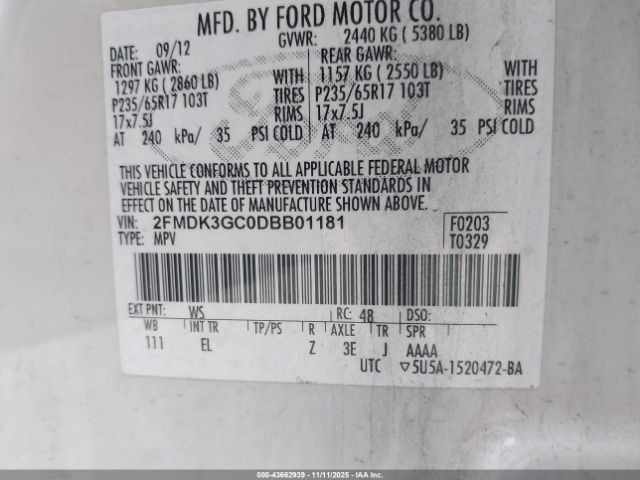 MFD. BY FORD MOTOR CO.
DATE: 09/12 GVWR: 2440 KG ( 5380 LB)
FRONT GAWR: REAR GAWR:
1297 KG ( 2860 LB) WITH 1157 KG ( 2550 LB) WITH
P235/65R17 103T TIRES P235/65R17 103T TIRES
17x7.5J RIMS 17x7.5J RIMS
AT 240 kPa/ 35 PSI COLD AT 240 kPa/ 35 PSI COLD
THIS VEHICLE CONFORMS TO ALL APPLICABLE FEDERAL MOTOR
VEHICLE SAFETY AND THEFT PREVENTION STANDARDS IN
EFFECT ON THE DATE OF MANUFACTURE SHOWN ABOVE.
VIN: 2FMDK3GC0DBB01181 F0203
TYPE: MPV T0329
EXT PNT: WS RC: 48 DSO:
WB INT TR TP/PS R AXLE TR SPR
111 EL Z 3E J AAAA
UTC ▽5U5A-1520472-BA
000-43662939 - 11/11/2025 - IAAI.com